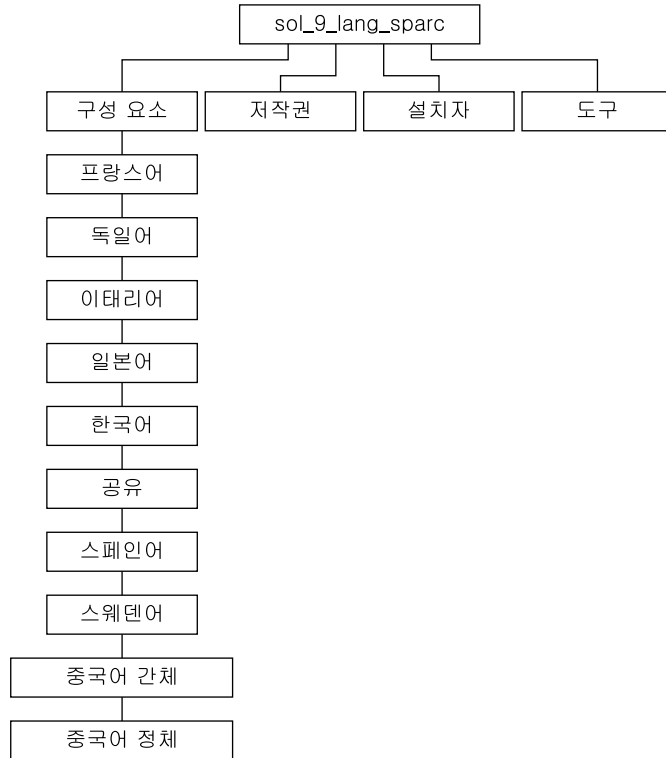 sol_9_lang_sparc
구성 요소
저작권
설치자
도구
프랑스어
독일어
이태리어
일본어
한국어
공유
스페인어
스웨덴어
중국어 간체
중국어 정체